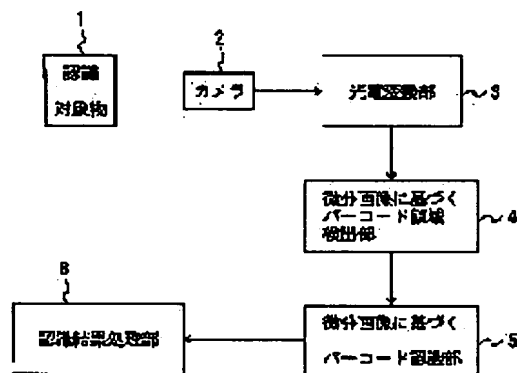 1
2
認識
対象物
カメラ
光電変換部
3
微分画像に基づく
バーコード領域
検出部
4
8
認識結果処理部
微分画像に基づく
バーコード認識部
5